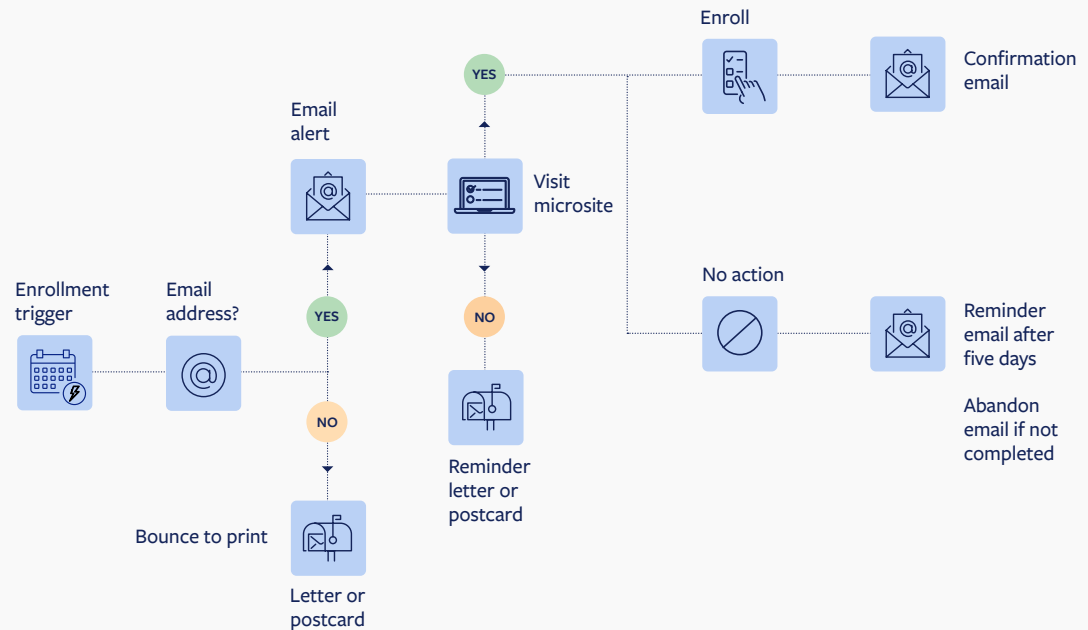 Enroll
Confirmation
email
YES
Email
alert
Visit
microsite
Enrollment
trigger
Email
address?
YES
NO
No action
Reminder
email after
five days
Abandon
email if not
completed
NO
Reminder
letter or
postcard
Bounce to print
Letter or
postcard